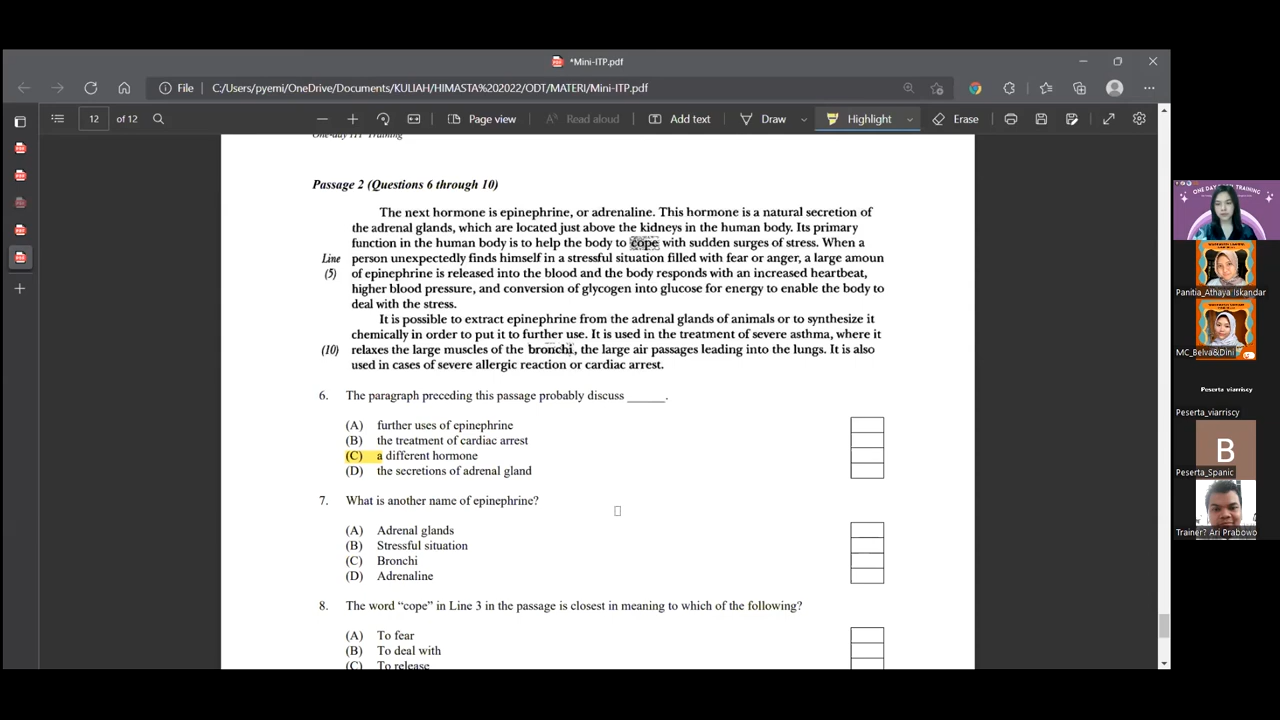 *Mini-ITP.pdf
File C:/Users/pyemi/OneDrive/Documents/KULIAH/HIMASTA%202022/ODT/MATERI/Mini-ITP.pdf
12 of 12 Page view Read aloud Add text Draw Highlight Erase
One-day ITP Training
Passage 2 (Questions 6 through 10)
The next hormone is epinephrine, or adrenaline. This hormone is a natural secretion of
the adrenal glands, which are located just above the kidneys in the human body. Its primary
function in the human body is to help the body to cope with sudden surges of stress. When a
Line person unexpectedly finds himself in a stressful situation filled with fear or anger, a large amoun
(5) of epinephrine is released into the blood and the body responds with an increased heartbeat,
higher blood pressure, and conversion of glycogen into glucose for energy to enable the body to
deal with the stress.
It is possible to extract epinephrine from the adrenal glands of animals or to synthesize it
chemically in order to put it to further use. It is used in the treatment of severe asthma, where it
(10) relaxes the large muscles of the bronchi, the large air passages leading into the lungs. It is also
used in cases of severe allergic reaction or cardiac arrest.
6. The paragraph preceding this passage probably discuss ______.
(A) further uses of epinephrine
(B) the treatment of cardiac arrest
(C) a different hormone
(D) the secretions of adrenal gland
7. What is another name of epinephrine?
(A) Adrenal glands
(B) Stressful situation
(C) Bronchi
(D) Adrenaline
8. The word “cope” in Line 3 in the passage is closest in meaning to which of the following?
(A) To fear
(B) To deal with
(C) To release
ONE DAY TRAINING
Panitia_Athaya Iskandar
MC_Belva&Dini
Peserta viarriscy
Peserta_viarriscy
B
Peserta_Spanic
Trainer? Ari Prabowo